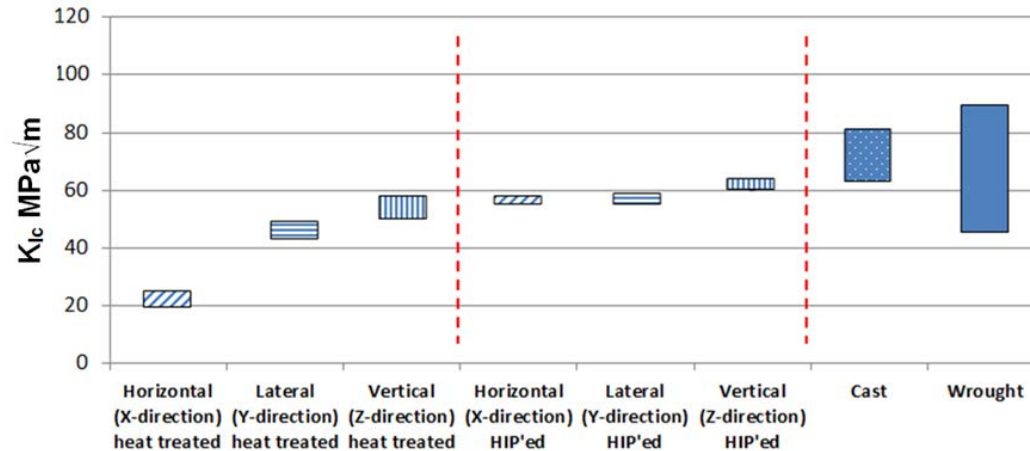 120
100
80
60
40
20
0
KIc MPa√m
Horizontal (X-direction) heat treated
Lateral (Y-direction) heat treated
Vertical (Z-direction) heat treated
Horizontal (X-direction) HIP'ed
Lateral (Y-direction) HIP'ed
Vertical (Z-direction) HIP'ed
Cast
Wrought